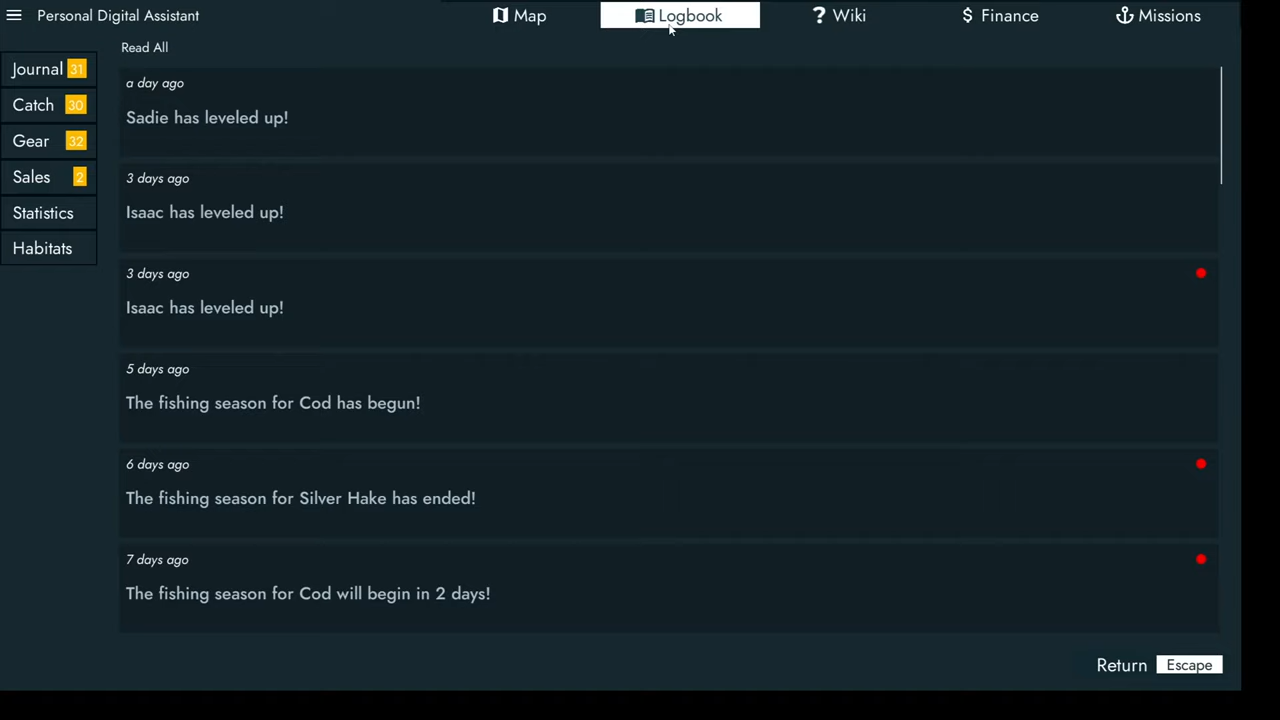 Personal Digital Assistant
Map
Logbook
? Wiki
$ Finance
Missions
Read All
Journal 31
Catch 30
Gear 32
Sales 2
Statistics
Habitats
a day ago
Sadie has leveled up!
3 days ago
Isaac has leveled up!
3 days ago
Isaac has leveled up!
5 days ago
The fishing season for Cod has begun!
6 days ago
The fishing season for Silver Hake has ended!
7 days ago
The fishing season for Cod will begin in 2 days!
Return Escape